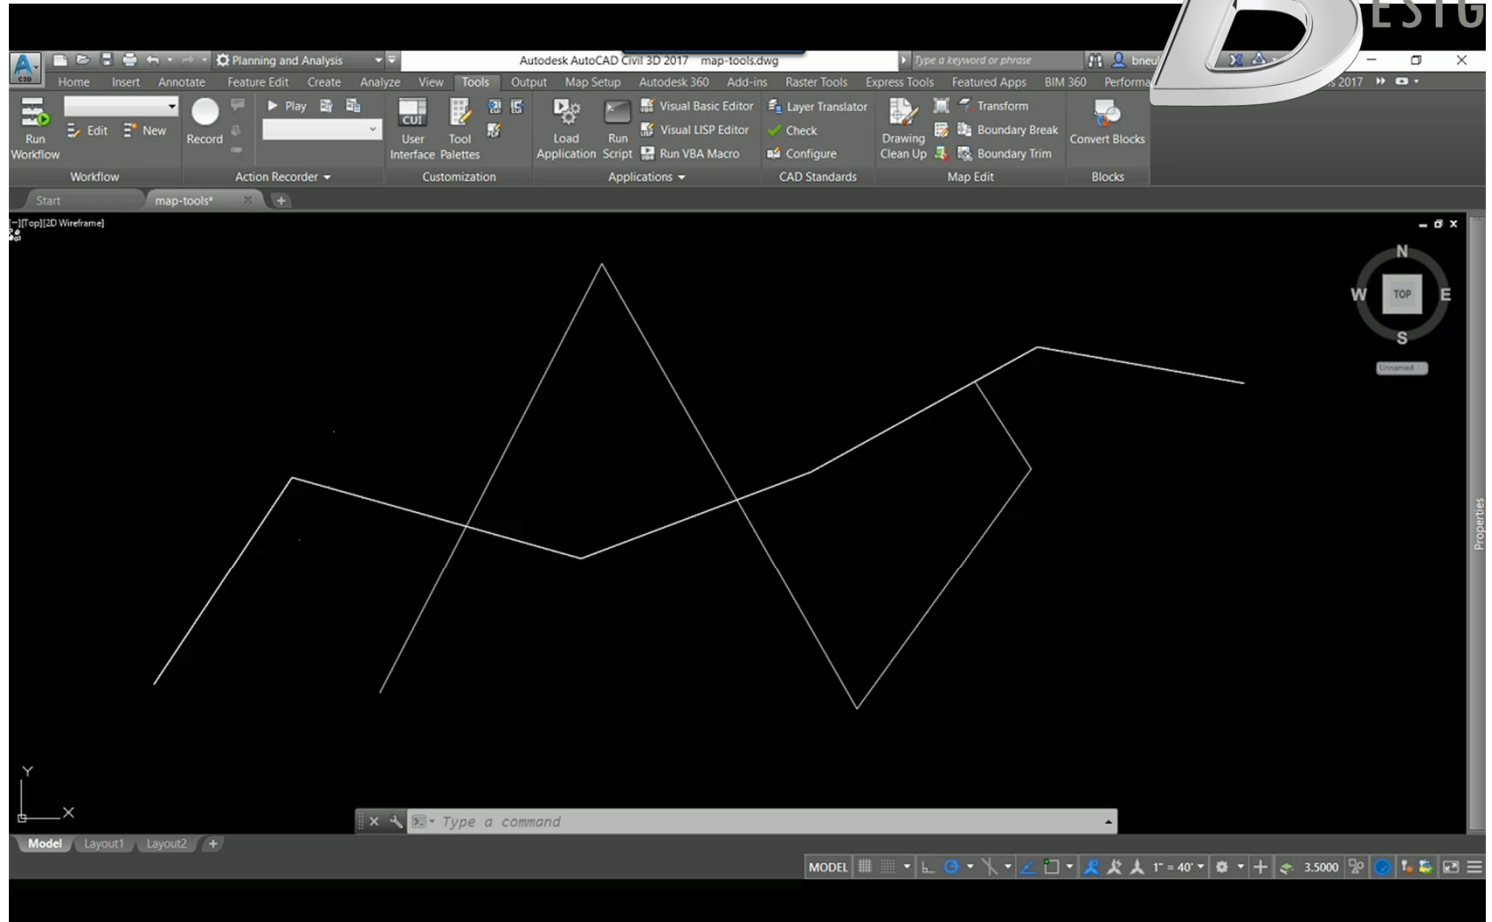 ESIG
Planning and Analysis
Autodesk AutoCAD Civil 3D 2017 map-tools.dwg
Type a keyword or phrase
C3D
Home Insert Annotate Feature Edit Create Analyze View Tools Output Map Setup Autodesk 360 Add-ins Raster Tools Express Tools Featured Apps BIM 360 2017
Run Workflow
Edit New
Workflow
Record
Play
Action Recorder
CUI
User Interface
Tool Palettes
Customization
Load Application
Run Script
Visual Basic Editor
Visual LISP Editor
Run VBA Macro
Applications
Layer Translator
Check
Configure
CAD Standards
Drawing Clean Up
Transform
Boundary Break
Boundary Trim
Map Edit
Convert Blocks
Blocks
Start map-tools* +
[−][Top][2D Wireframe]
N
W TOP E
S
Unnamed
Properties
Y
X
Type a command
Model Layout1 Layout2 +
MODEL 1" = 40' 3.5000